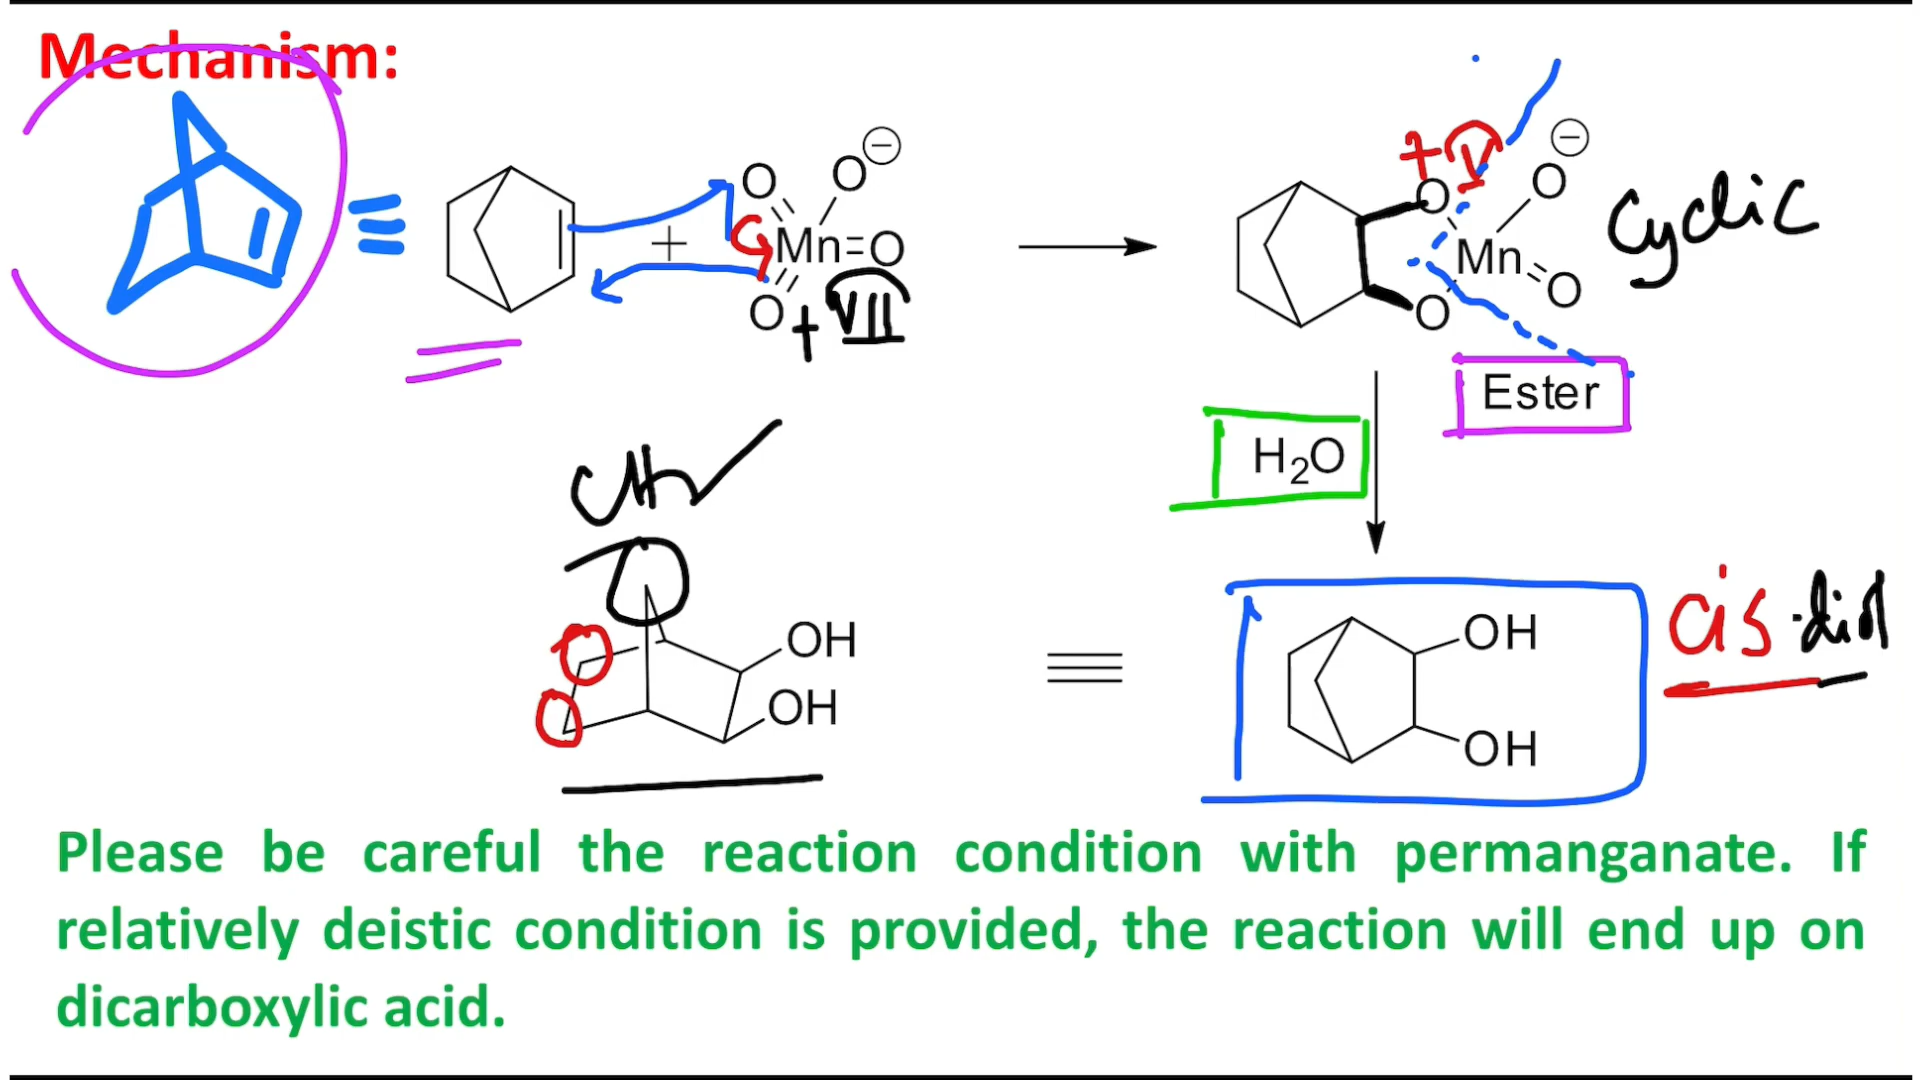 Mechanism:
O O ⊖
+ Mn=O
O + VII
+ V
O O ⊖
Mn
O O
Cyclic
Ester
H₂O
CH₂
OH
OH
≡
OH
OH
cis-diol
Please be careful the reaction condition with permanganate. If
relatively deistic condition is provided, the reaction will end up on
dicarboxylic acid.